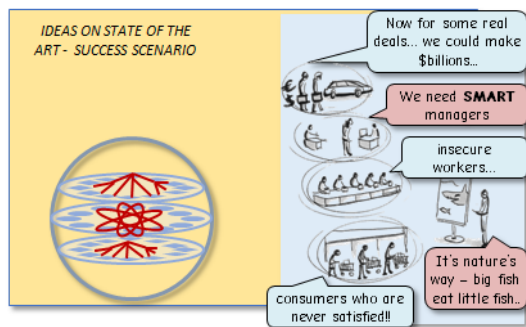 IDEAS ON STATE OF THE
ART - SUCCESS SCENARIO
Now for some real
deals... we could make
$billions...
€
$
We need SMART
managers
insecure
workers...
It's nature's
way – big fish
eat little fish..
consumers who are
never satisfied!!